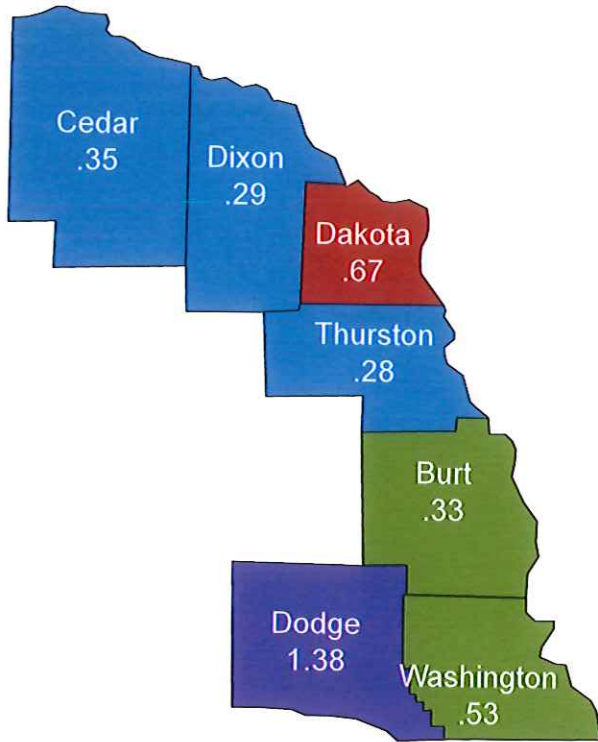 Cedar
.35
Dixon
.29
Dakota
.67
Thurston
.28
Burt
.33
Dodge
1.38
Washington
.53